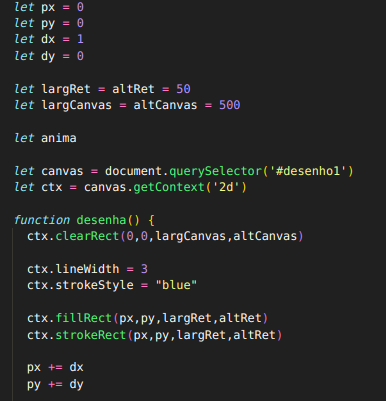 let px = 0
let py = 0
let dx = 1
let dy = 0
let largRet = altRet = 50
let largCanvas = altCanvas = 500
let anima
let canvas = document.querySelector('#desenho1')
let ctx = canvas.getContext('2d')
function desenha() {
ctx.clearRect(0,0,largCanvas,altCanvas)
ctx.lineWidth = 3
ctx.strokeStyle = "blue"
ctx.fillRect(px,py,largRet,altRet)
ctx.strokeRect(px,py,largRet,altRet)
px += dx
py += dy